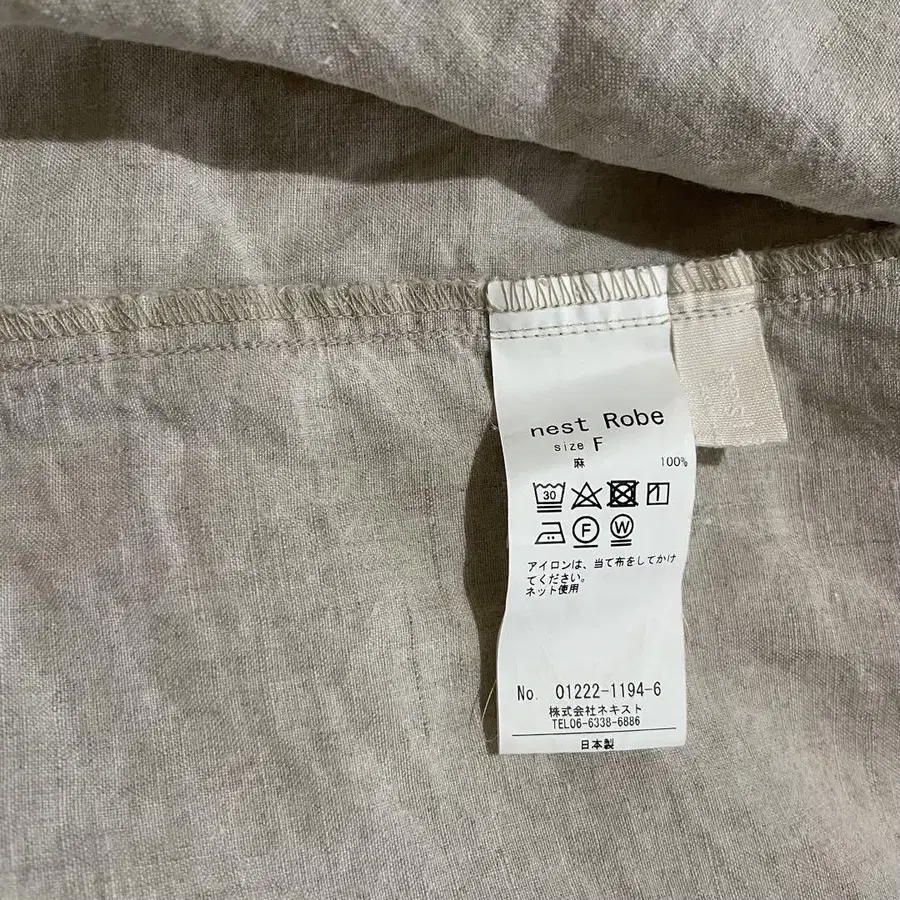 nest Robe
size F
麻 100%
30
F W
アイロンは、当て布をしてかけ
てください。
ネット使用
No. 01222-1194-6
株式会社ネキスト
TEL06-6338-6886
日本製